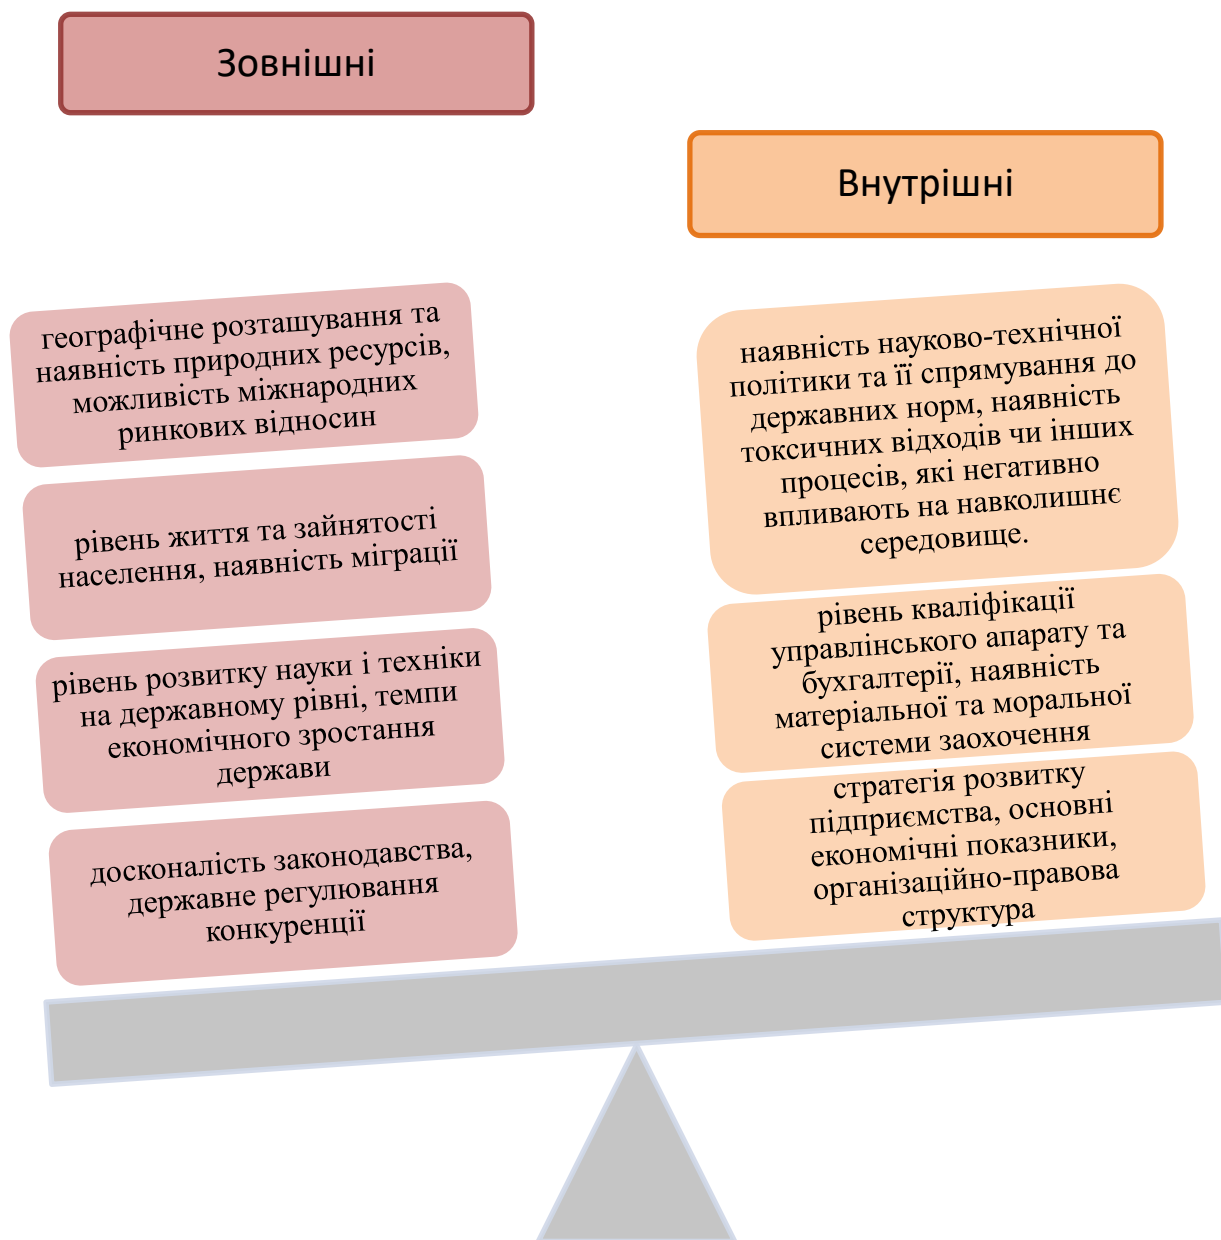 Зовнішні
географічне розташування та
наявність природних ресурсів,
можливість міжнародних
ринкових відносин
рівень життя та зайнятості
населення, наявність міграції
рівень розвитку науки і техніки
на державному рівні, темпи
економічного зростання
держави
досконалість законодавства,
державне регулювання
конкуренції
Внутрішні
наявність науково-технічної
політики та її спрямування до
державних норм, наявність
токсичних відходів чи інших
процесів, які негативно
впливають на навколишнє
середовище.
рівень кваліфікації
управлінського апарату та
бухгалтерії, наявність
матеріальної та моральної
системи заохочення
стратегія розвитку
підприємства, основні
економічні показники,
організаційно-правова
структура